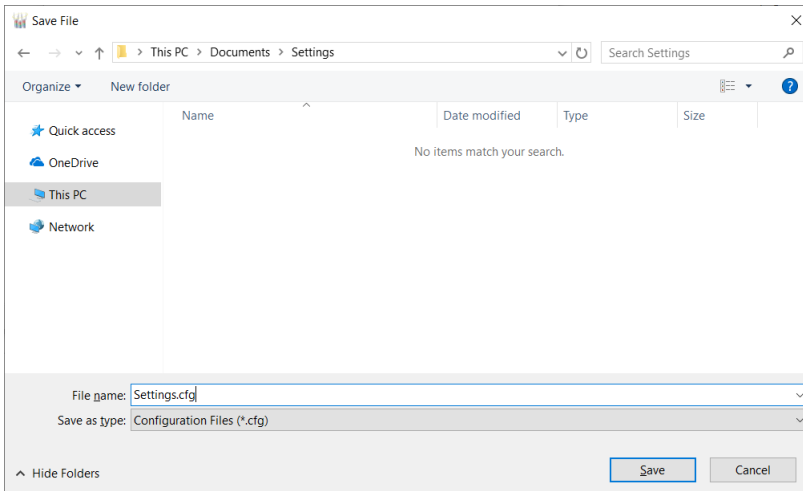 Save File
This PC > Documents > Settings
Search Settings
Organize New folder
Name Date modified Type Size
Quick access
No items match your search.
OneDrive
This PC
Network
File name: Settings.cfg
Save as type: Configuration Files (*.cfg)
Hide Folders Save Cancel